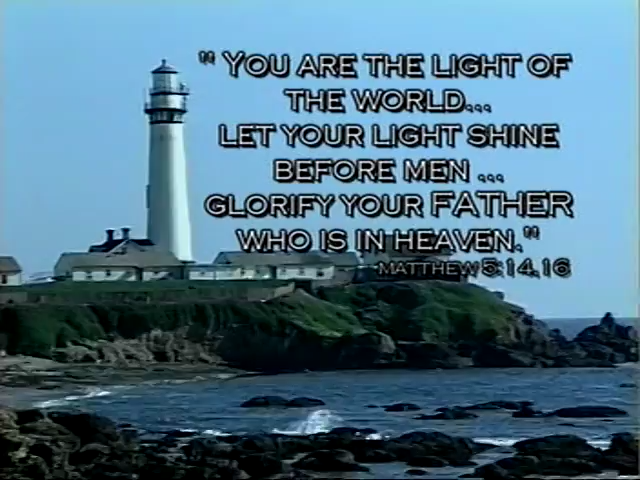 " YOU ARE THE LIGHT OF
THE WORLD...
LET YOUR LIGHT SHINE
BEFORE MEN ...
GLORIFY YOUR FATHER
WHO IS IN HEAVEN."
MATTHEW 5:14,16